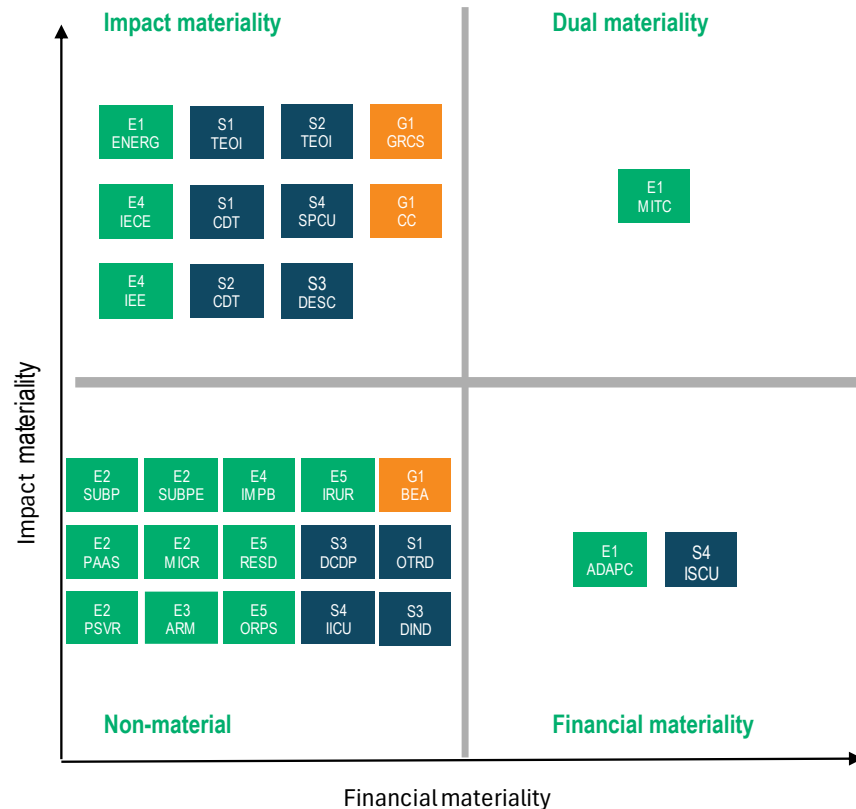 Impact materiality
Dual materiality
E1
ENERG
S1
TEOI
S2
TEOI
G1
GRCS
E1
MITC
E4
IECE
S1
CDT
S4
SPCU
G1
CC
E4
IEE
S2
CDT
S3
DESC
Impact materiality
E2
SUBP
E2
SUBPE
E4
IMPB
E5
IRUR
G1
BEA
E2
PAAS
E2
MICR
E5
RESD
S3
DCDP
S1
OTRD
E1
ADAPC
S4
ISCU
E2
PSVR
E3
ARM
E5
ORPS
S4
IICU
S3
DIND
Non-material
Financial materiality
Financial materiality